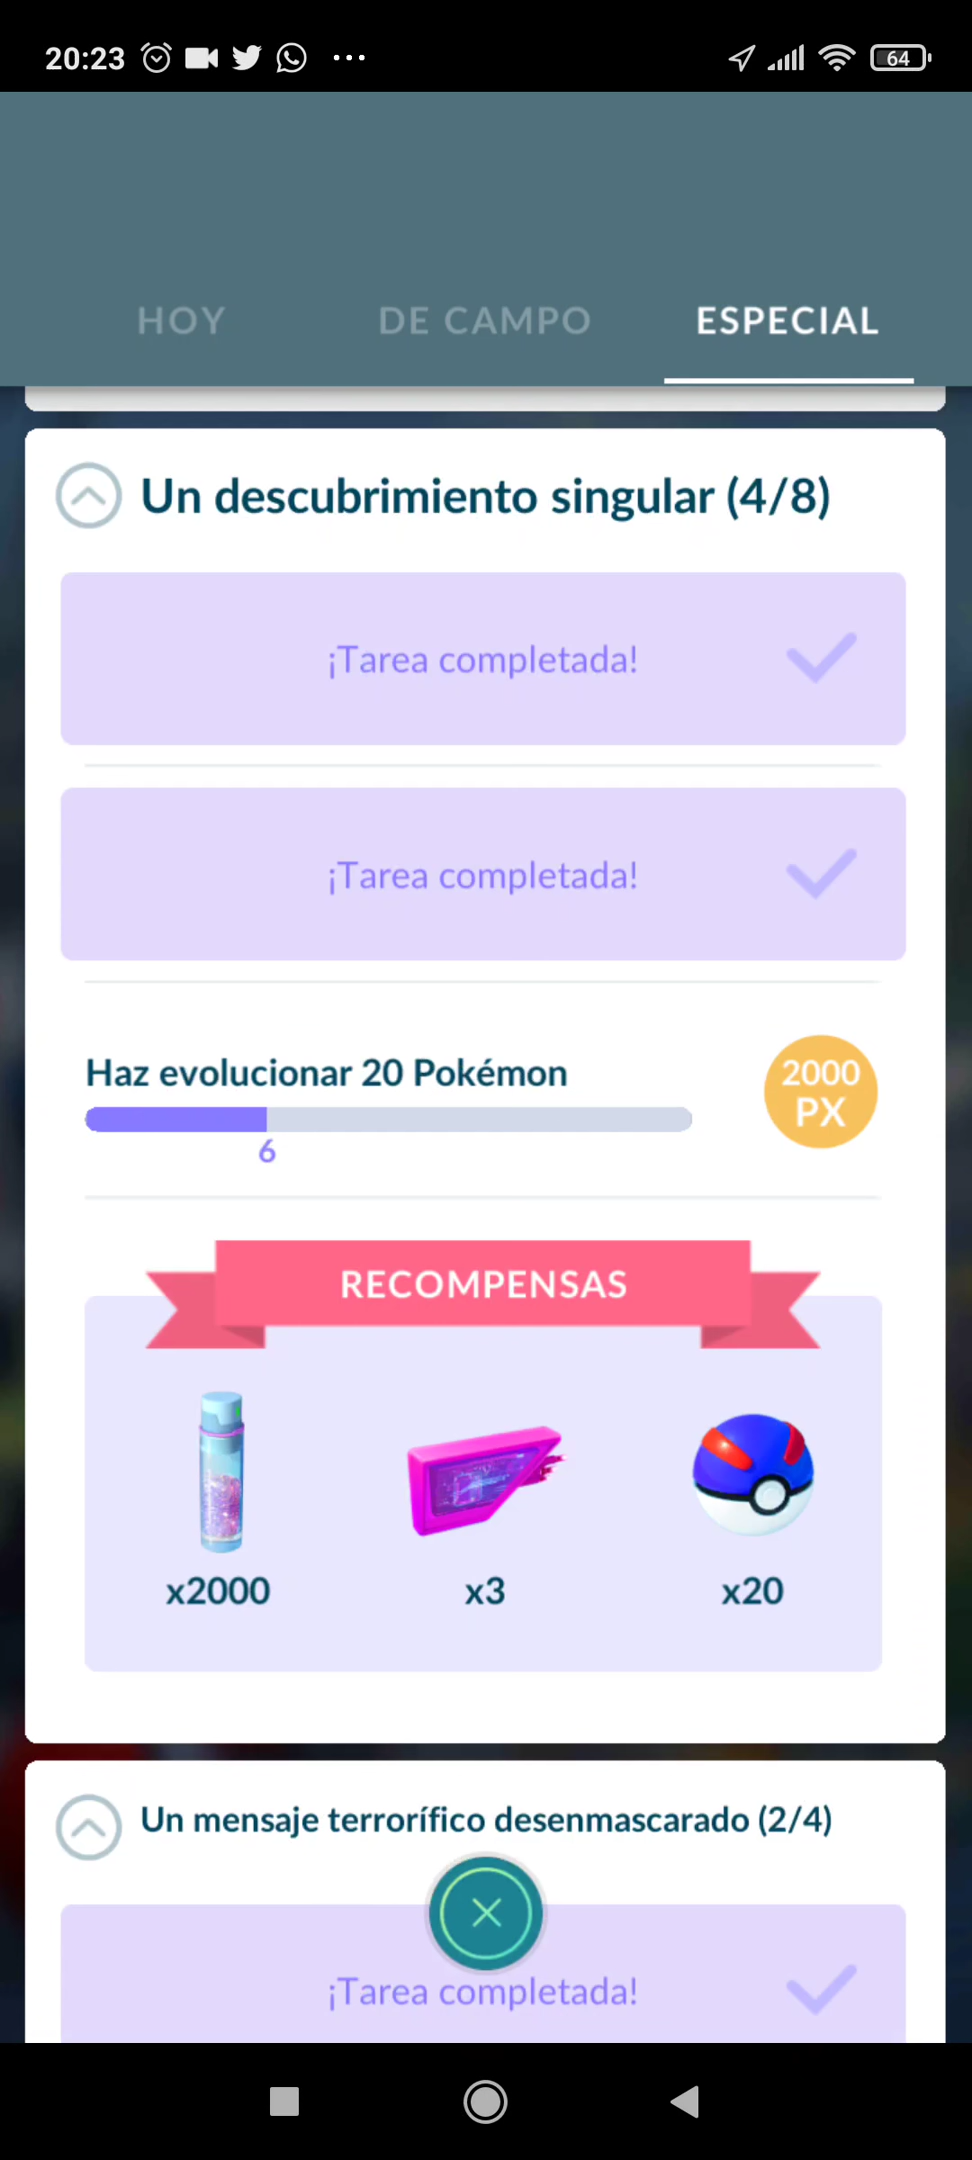 20:23
64
HOY DE CAMPO ESPECIAL
Un descubrimiento singular (4/8)
¡Tarea completada!
¡Tarea completada!
Haz evolucionar 20 Pokémon
2000
PX
6
RECOMPENSAS
x2000 x3 x20
Un mensaje terrorífico desenmascarado (2/4)
¡Tarea completada!